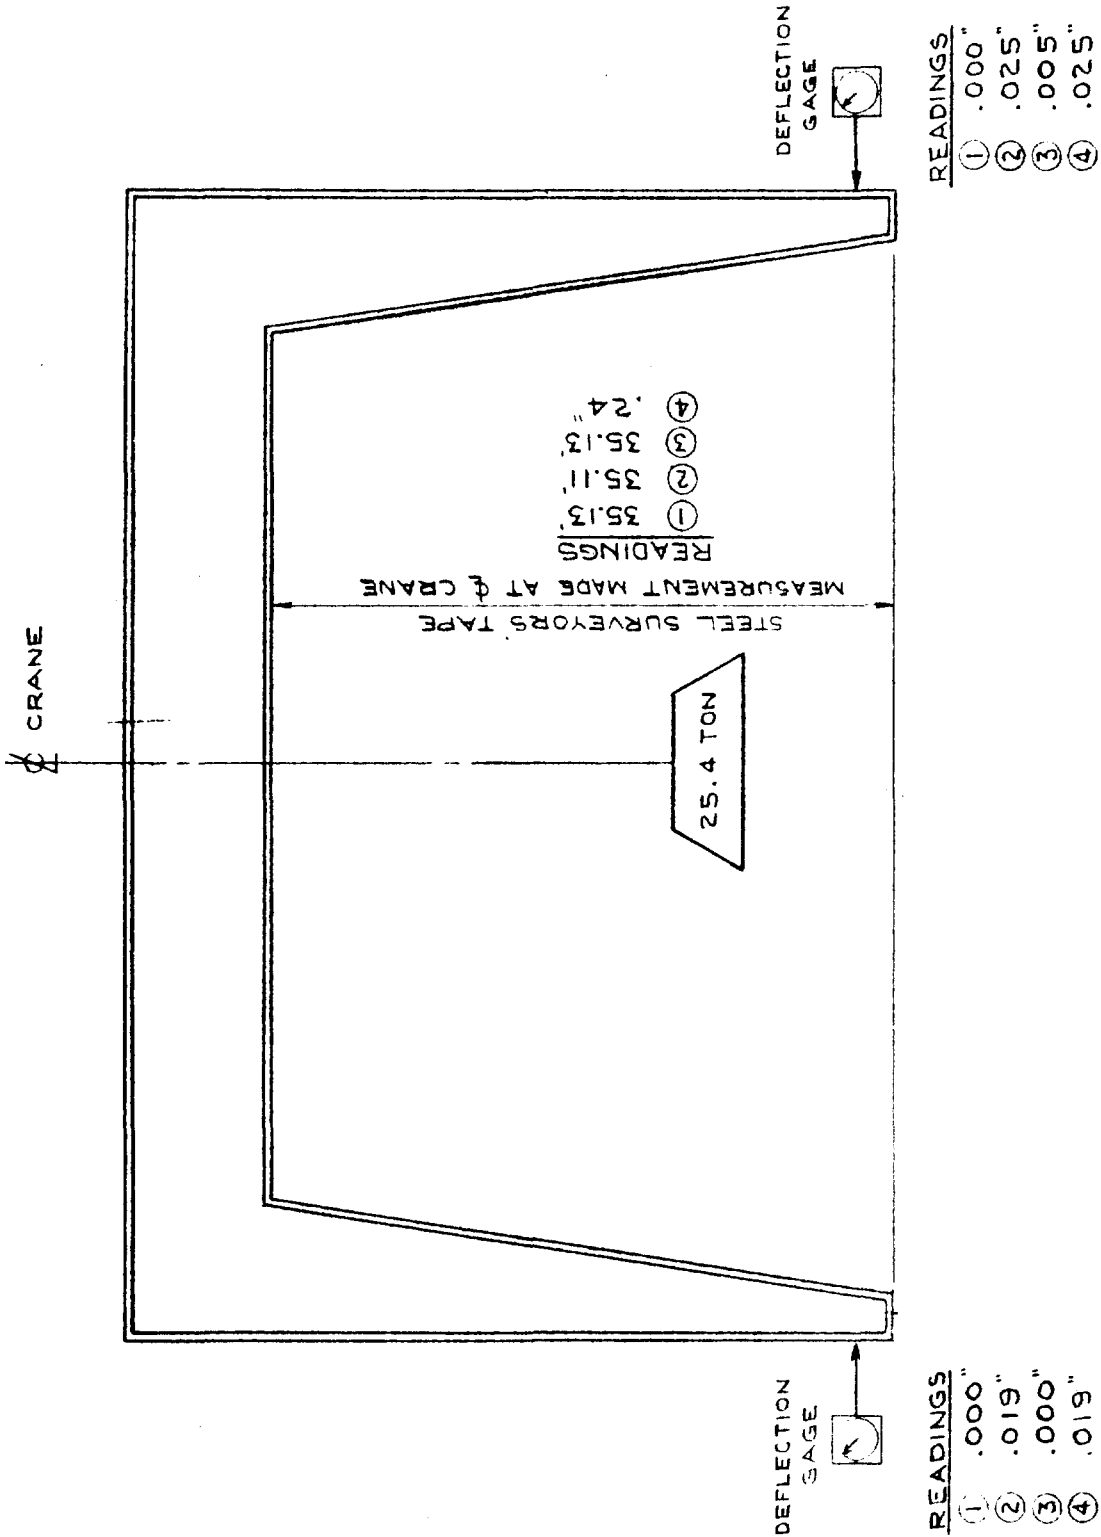 ℄ CRANE
STEEL SURVEYORS TAPE
MEASUREMENT MADE AT ℄ CRANE
READINGS
① 35.13'
② 35.11'
③ 35.13'
④ .24"
25.4 TON
DEFLECTION
GAGE
READINGS
① .000"
② .019"
③ .000"
④ .019"
DEFLECTION
GAGE
READINGS
① .000"
② .025"
③ .005"
④ .025"